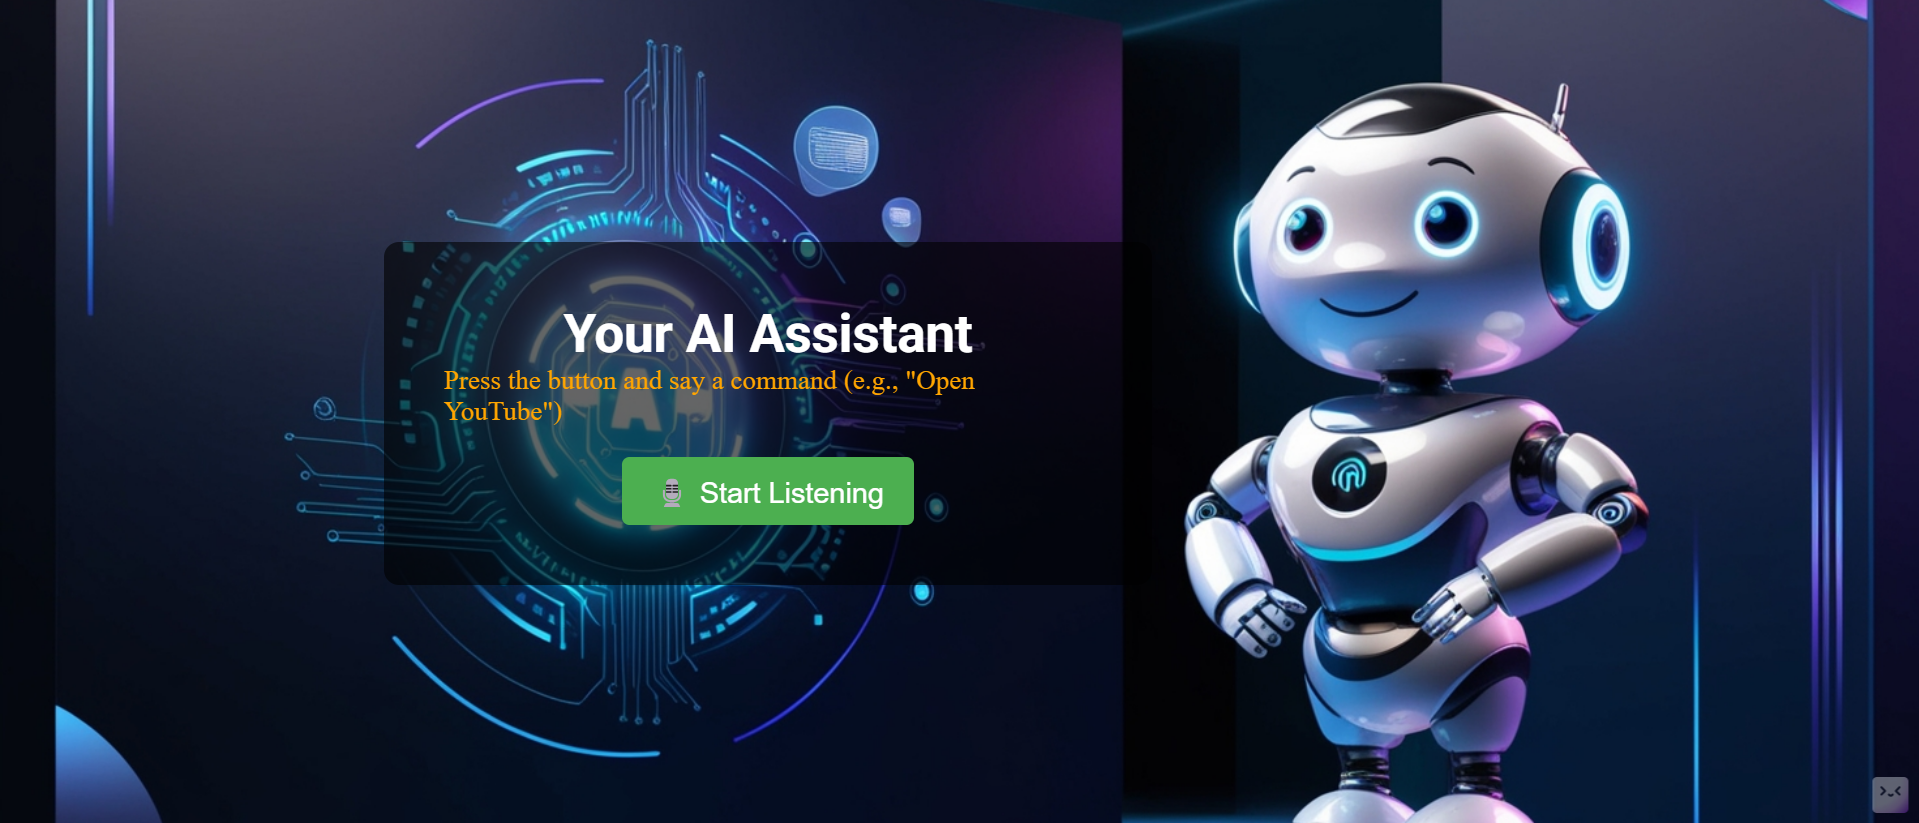 Your AI Assistant
Press the button and say a command (e.g., "Open
YouTube")
A
Start Listening